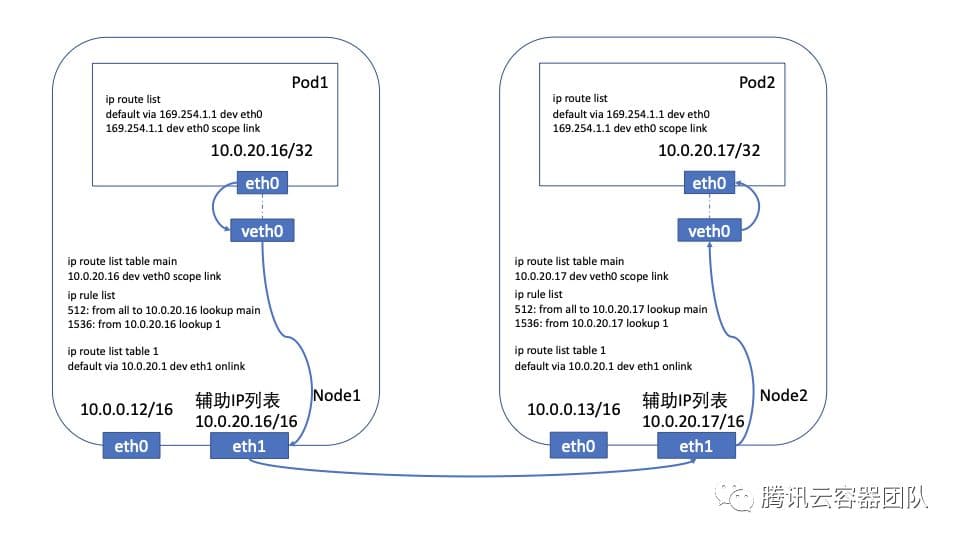 Pod1
ip route list
default via 169.254.1.1 dev eth0
169.254.1.1 dev eth0 scope link
10.0.20.16/32
eth0
veth0
ip route list table main
10.0.20.16 dev veth0 scope link
ip rule list
512: from all to 10.0.20.16 lookup main
1536: from 10.0.20.16 lookup 1
ip route list table 1
default via 10.0.20.1 dev eth1 onlink
Node1
10.0.0.12/16
辅助IP列表
10.0.20.16/16
eth0
eth1
Pod2
ip route list
default via 169.254.1.1 dev eth0
169.254.1.1 dev eth0 scope link
10.0.20.17/32
eth0
veth0
ip route list table main
10.0.20.17 dev veth0 scope link
ip rule list
512: from all to 10.0.20.17 lookup main
1536: from 10.0.20.17 lookup 1
ip route list table 1
default via 10.0.20.1 dev eth1 onlink
Node2
10.0.0.13/16
辅助IP列表
10.0.20.17/16
eth0
eth1
腾讯云容器团队